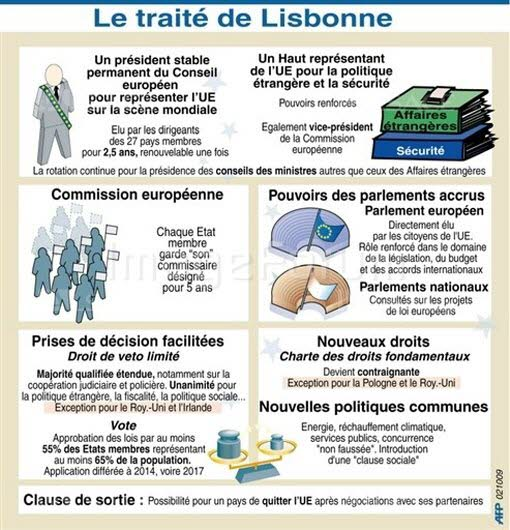 Le traité de Lisbonne
Un président stable
permanent du Conseil
européen
pour représenter l'UE
sur la scène mondiale
Elu par les dirigeants
des 27 pays membres
pour 2,5 ans, renouvelable une fois
Un Haut représentant
de l'UE pour la politique
étrangère et la sécurité
Pouvoirs renforcés
Egalement vice-président
de la Commission
européenne
Affaires
étrangères
Sécurité
La rotation continue pour la présidence des conseils des ministres autres que ceux des Affaires étrangères
Commission européenne
Chaque Etat
membre
garde "son"
commissaire
désigné
pour 5 ans
Pouvoirs des parlements accrus
Parlement européen
Directement élu
par les citoyens de l'UE.
Rôle renforcé dans le domaine
de la législation, du budget
et des accords internationaux
Parlements nationaux
Consultés sur les projets
de loi européens
Prises de décision facilitées
Droit de veto limité
Majorité qualifiée étendue, notamment sur la
coopération judiciaire et policière. Unanimité pour
la politique étrangère, la fiscalité, la politique sociale...
Exception pour le Roy.-Uni et l'Irlande
Vote
Approbation des lois par au moins
55% des Etats membres représentant
au moins 65% de la population.
Application différée à 2014, voire 2017
Nouveaux droits
Charte des droits fondamentaux
Devient contraignante
Exception pour la Pologne et le Roy.-Uni
Nouvelles politiques communes
Energie, réchauffement climatique,
services publics, concurrence
"non faussée". Introduction
d'une "clause sociale"
Clause de sortie : Possibilité pour un pays de quitter l'UE après négociations avec ses partenaires
AFP 021009